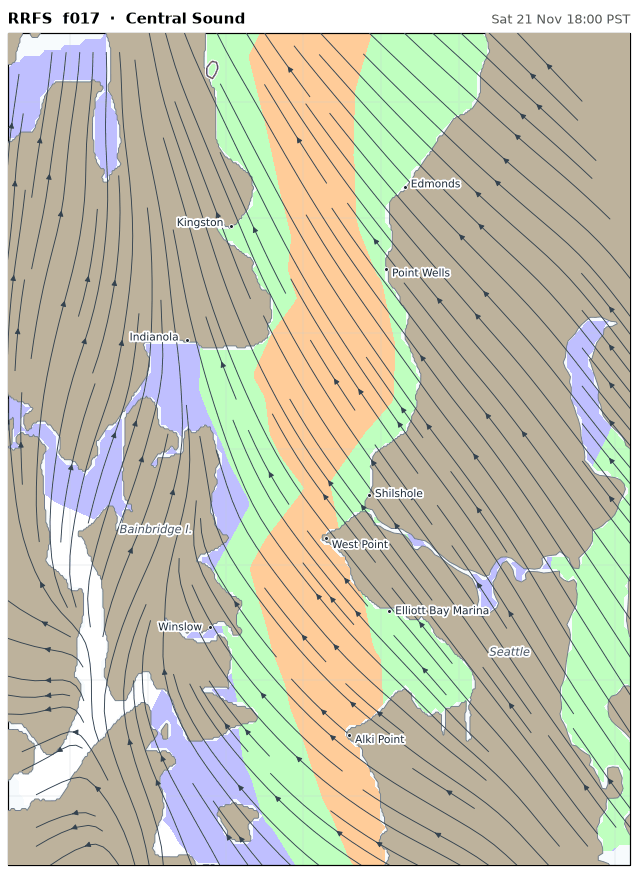 RRFS f017 · Central Sound
Sat 21 Nov 18:00 PST
Edmonds
Kingston
Point Wells
Indianola
Shilshole
Bainbridge I.
West Point
Elliott Bay Marina
Winslow
Seattle
Alki Point